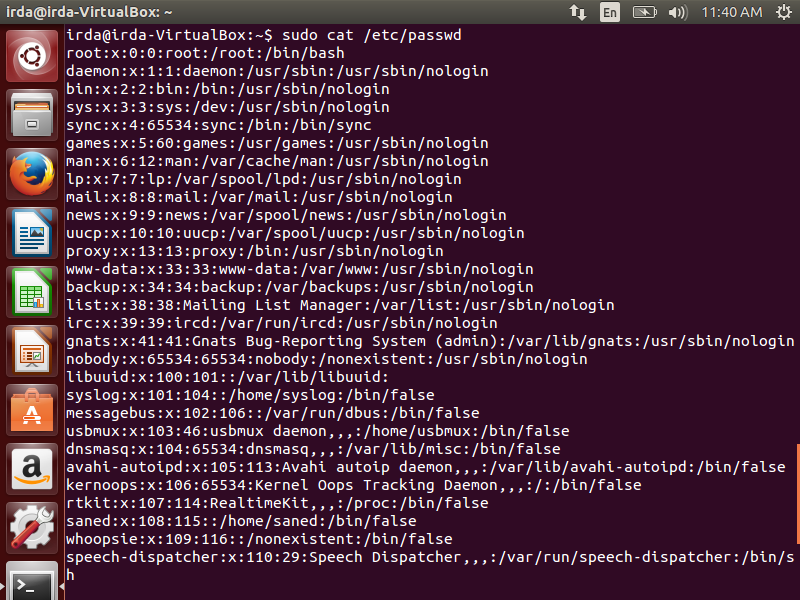 irda@irda-VirtualBox: ~
En
11:40 AM
irda@irda-VirtualBox:~$ sudo cat /etc/passwd
root:x:0:0:root:/root:/bin/bash
daemon:x:1:1:daemon:/usr/sbin:/usr/sbin/nologin
bin:x:2:2:bin:/bin:/usr/sbin/nologin
sys:x:3:3:sys:/dev:/usr/sbin/nologin
sync:x:4:65534:sync:/bin:/bin/sync
games:x:5:60:games:/usr/games:/usr/sbin/nologin
man:x:6:12:man:/var/cache/man:/usr/sbin/nologin
lp:x:7:7:lp:/var/spool/lpd:/usr/sbin/nologin
mail:x:8:8:mail:/var/mail:/usr/sbin/nologin
news:x:9:9:news:/var/spool/news:/usr/sbin/nologin
uucp:x:10:10:uucp:/var/spool/uucp:/usr/sbin/nologin
proxy:x:13:13:proxy:/bin:/usr/sbin/nologin
www-data:x:33:33:www-data:/var/www:/usr/sbin/nologin
backup:x:34:34:backup:/var/backups:/usr/sbin/nologin
list:x:38:38:Mailing List Manager:/var/list:/usr/sbin/nologin
irc:x:39:39:ircd:/var/run/ircd:/usr/sbin/nologin
gnats:x:41:41:Gnats Bug-Reporting System (admin):/var/lib/gnats:/usr/sbin/nologin
nobody:x:65534:65534:nobody:/nonexistent:/usr/sbin/nologin
libuuid:x:100:101::/var/lib/libuuid:
syslog:x:101:104::/home/syslog:/bin/false
messagebus:x:102:106::/var/run/dbus:/bin/false
usbmux:x:103:46:usbmux daemon,,,:/home/usbmux:/bin/false
dnsmasq:x:104:65534:dnsmasq,,,:/var/lib/misc:/bin/false
avahi-autoipd:x:105:113:Avahi autoip daemon,,,:/var/lib/avahi-autoipd:/bin/false
kernoops:x:106:65534:Kernel Oops Tracking Daemon,,,:/:/bin/false
rtkit:x:107:114:RealtimeKit,,,:/proc:/bin/false
saned:x:108:115::/home/saned:/bin/false
whoopsie:x:109:116::/nonexistent:/bin/false
speech-dispatcher:x:110:29:Speech Dispatcher,,,:/var/run/speech-dispatcher:/bin/s
h